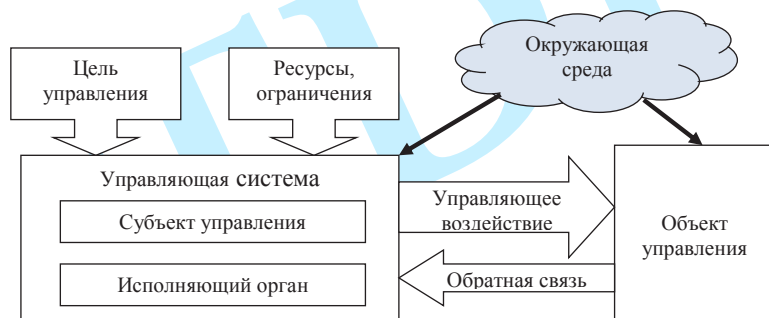 Цель
управления
Ресурсы,
ограничения
Окружающая
среда
Управляющая система
Субъект управления
Исполняющий орган
Управляющее
воздействие
Обратная связь
Объект
управления